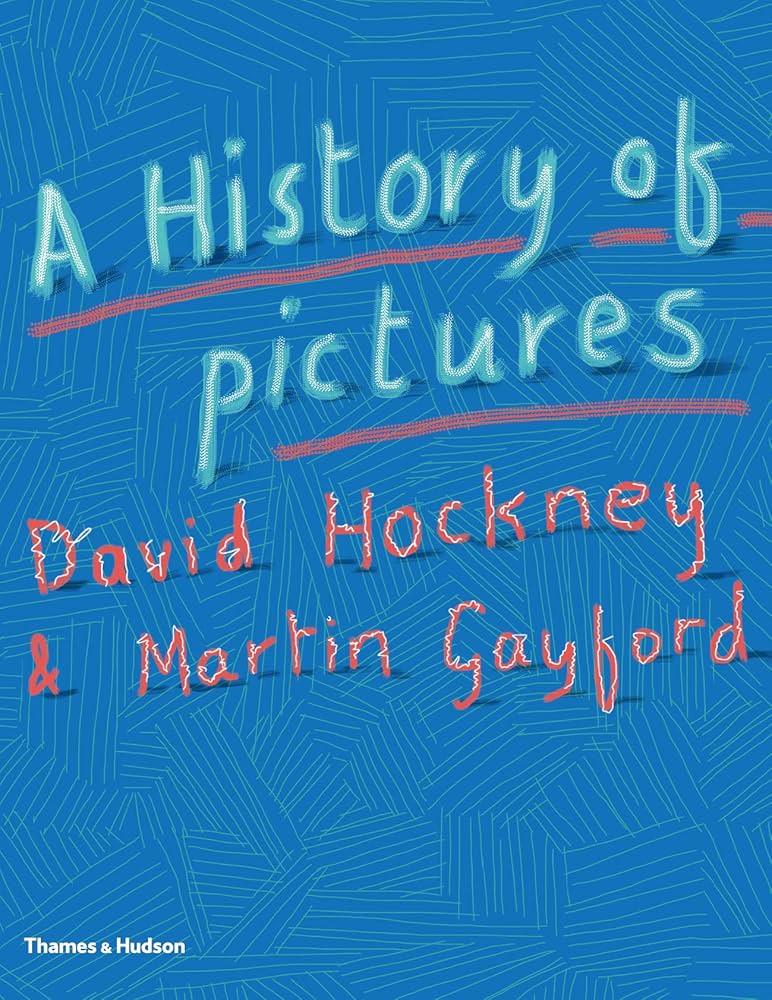 A History of
pictures
David Hockney
& Martin Gayford
Thames & Hudson